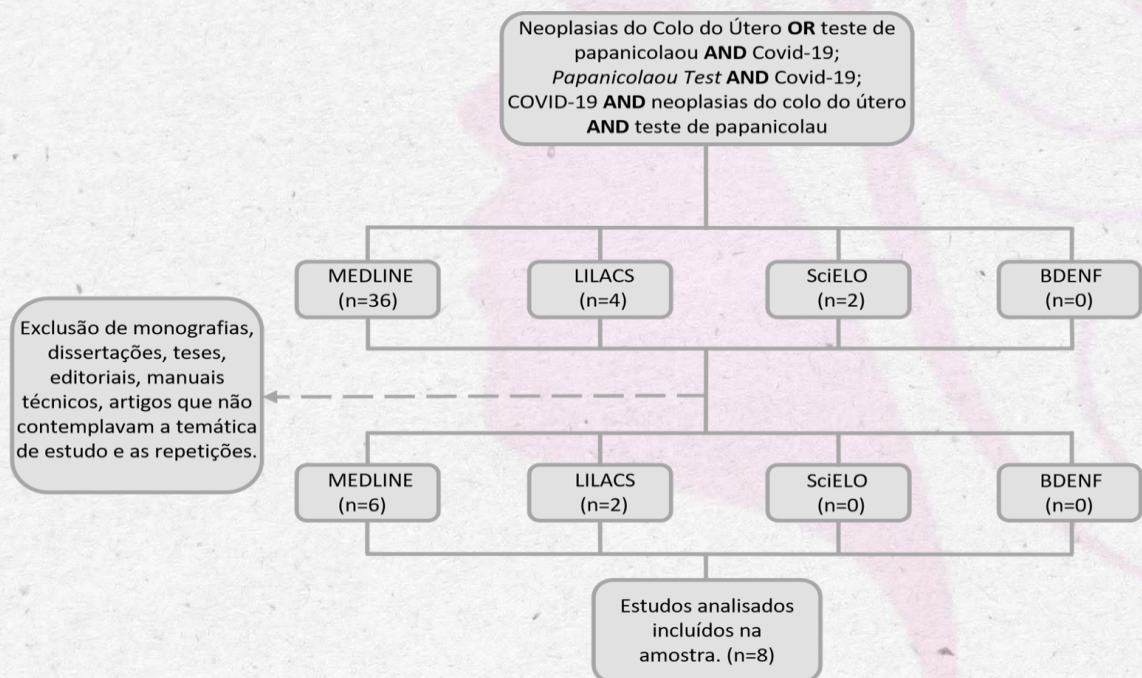 Neoplasias do Colo do Útero OR teste de
papanicolaou AND Covid-19;
Papanicolaou Test AND Covid-19;
COVID-19 AND neoplasias do colo do útero
AND teste de papanicolau
MEDLINE
(n=36)
LILACS
(n=4)
SciELO
(n=2)
BDENF
(n=0)
Exclusão de monografias,
dissertações, teses,
editoriais, manuais
técnicos, artigos que não
contemplavam a temática
de estudo e as repetições.
MEDLINE
(n=6)
LILACS
(n=2)
SciELO
(n=0)
BDENF
(n=0)
Estudos analisados
incluídos na
amostra. (n=8)